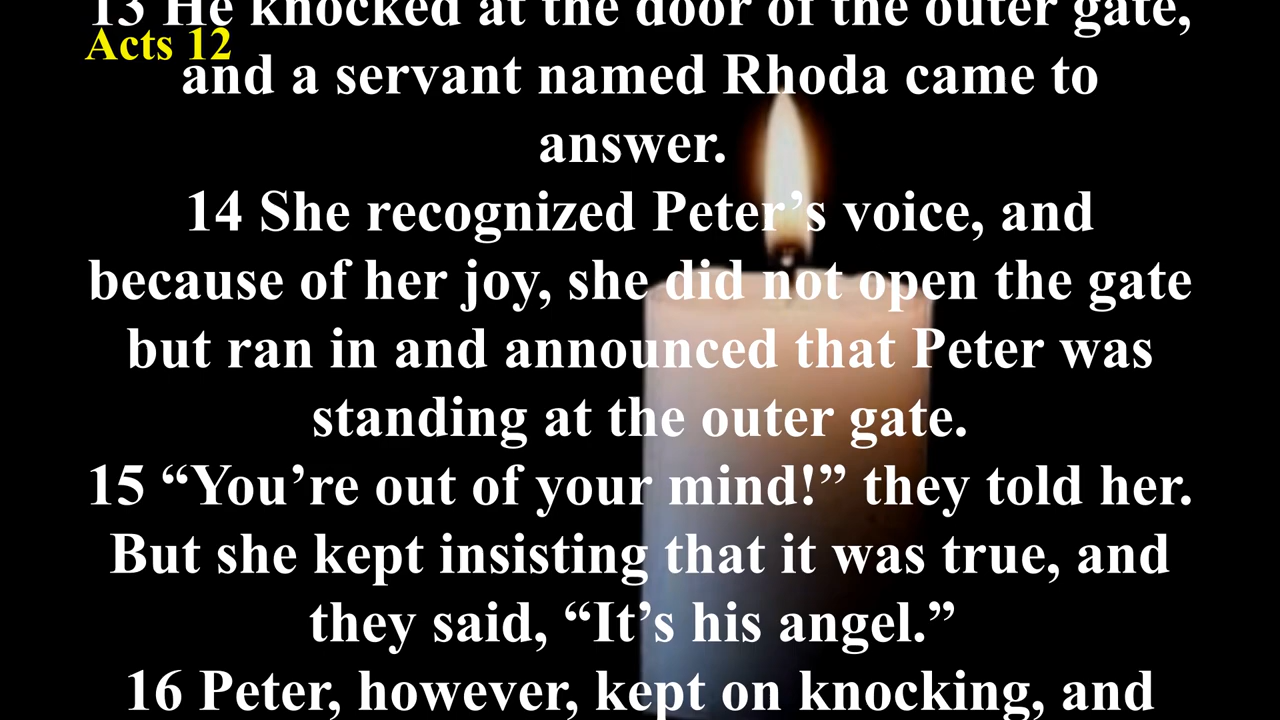 13 He knocked at the door of the outer gate,
Acts 12
and a servant named Rhoda came to
answer.
14 She recognized Peter’s voice, and
because of her joy, she did not open the gate
but ran in and announced that Peter was
standing at the outer gate.
15 “You’re out of your mind!” they told her.
But she kept insisting that it was true, and
they said, “It’s his angel.”
16 Peter, however, kept on knocking, and